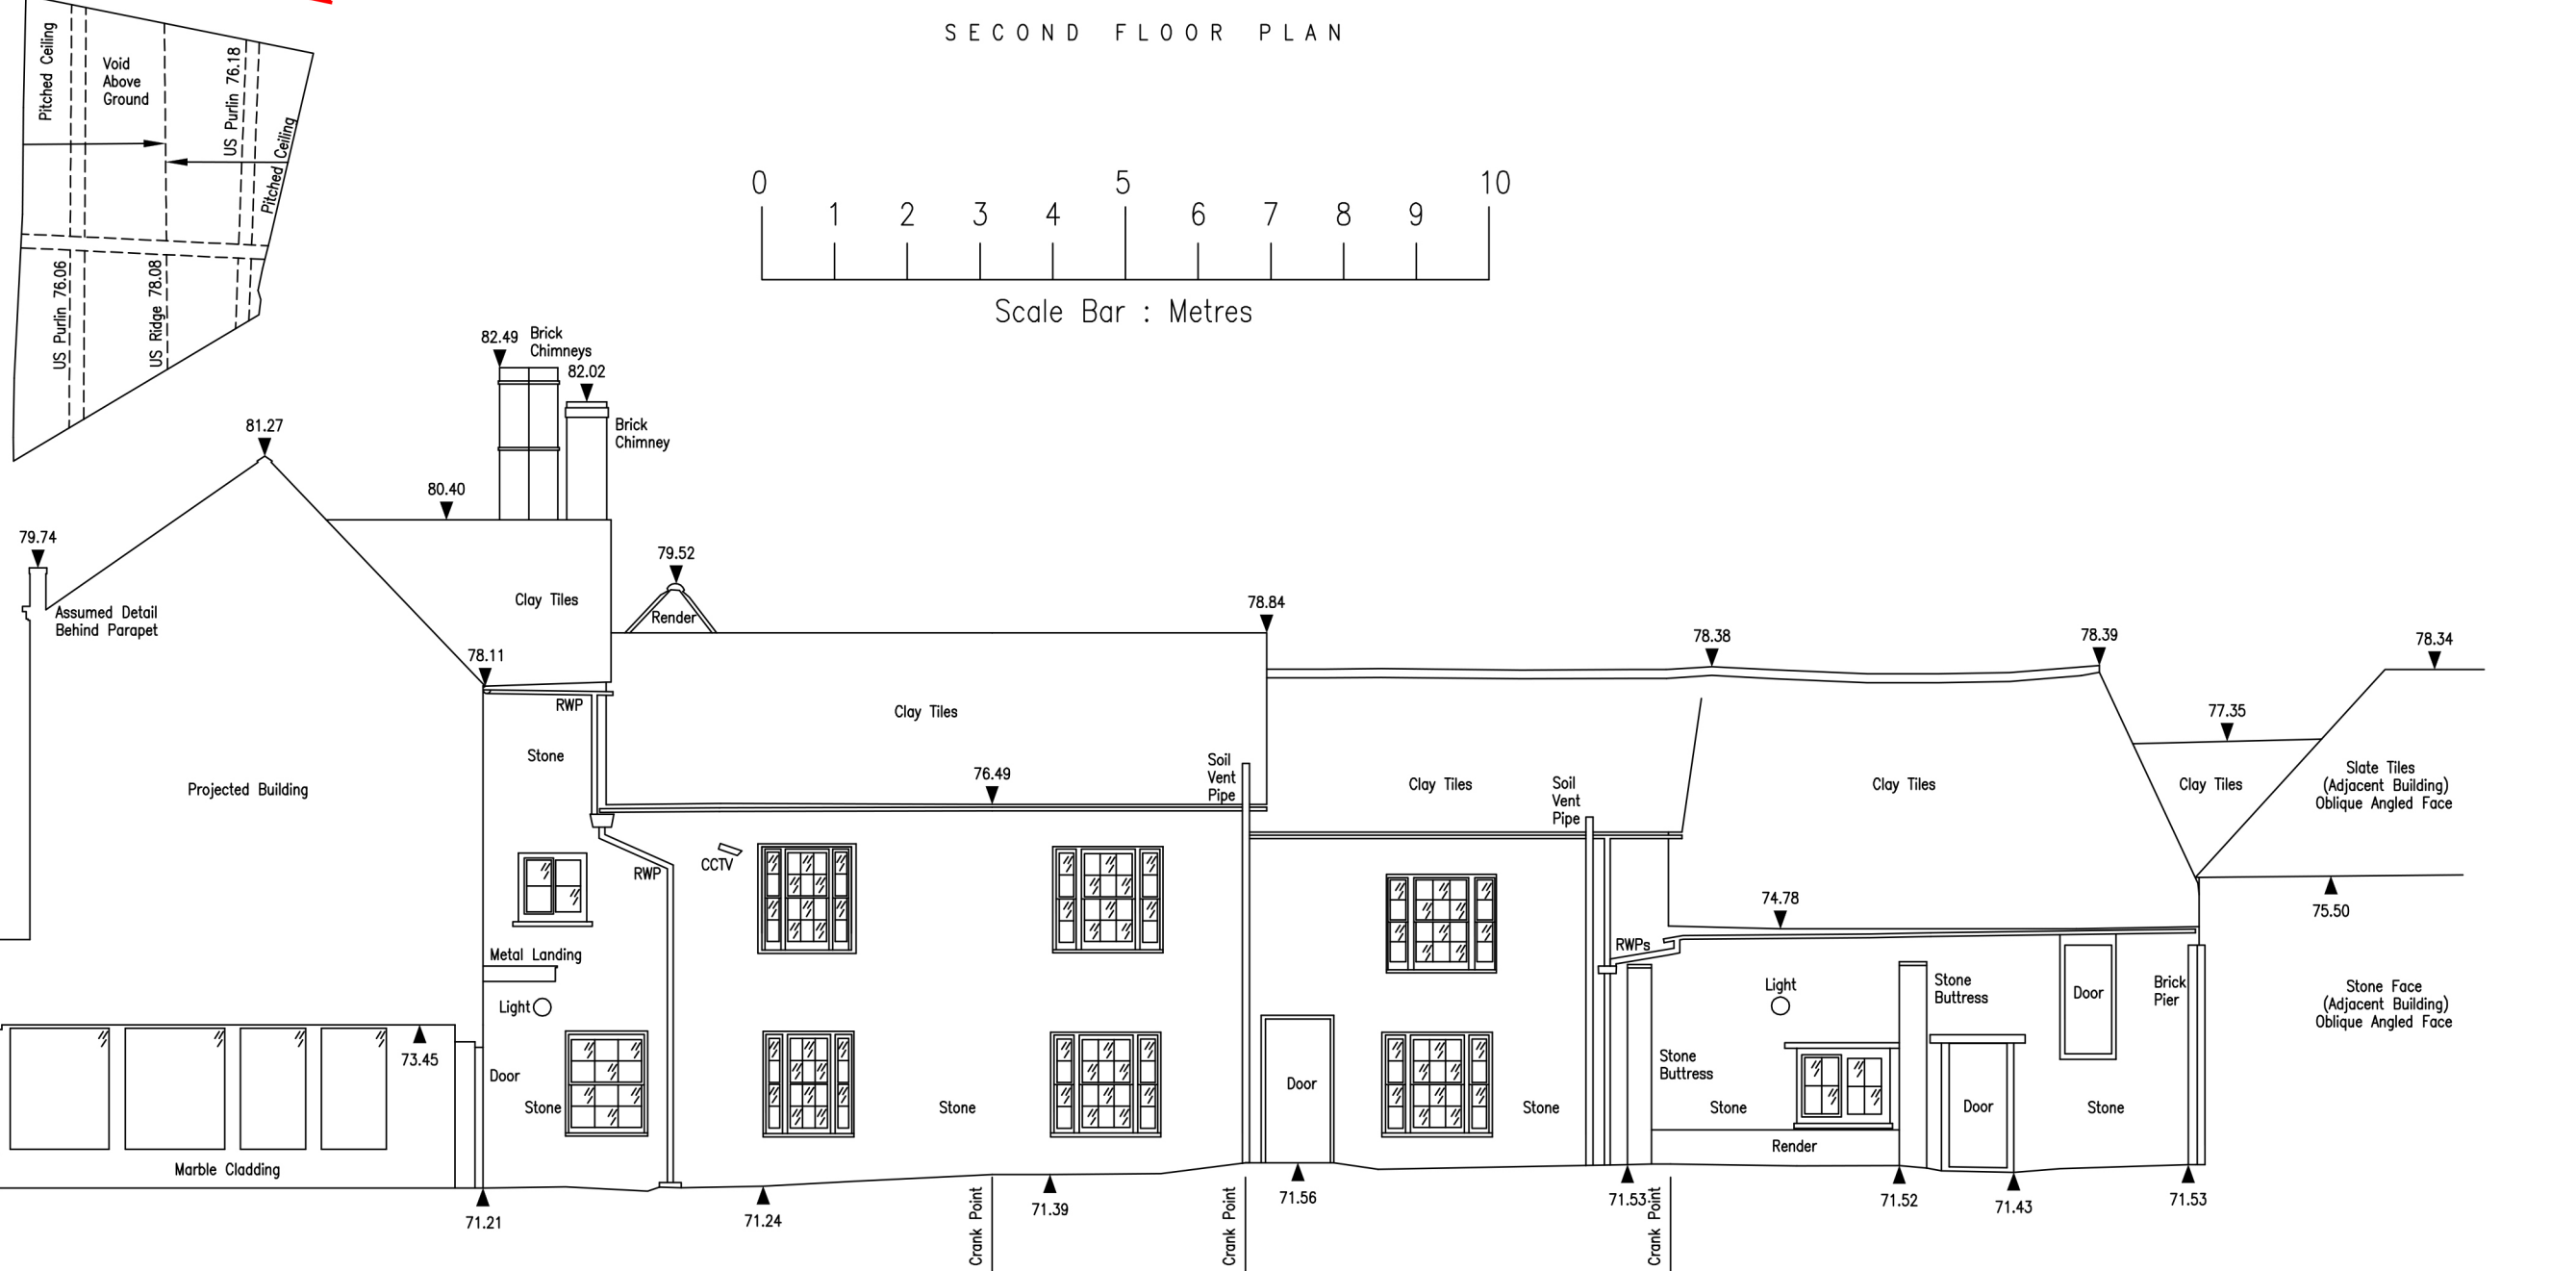 SECOND FLOOR PLAN
Pitched Ceiling
Void
Above
Ground
US Purlin 76.18
Pitched Ceiling
US Purlin 76.06
US Ridge 78.08
0 5 10
1 2 3 4 6 7 8 9
Scale Bar : Metres
82.49
Brick
Chimneys
82.02
Brick
Chimney
81.27
80.40
79.74
Assumed Detail
Behind Parapet
Clay Tiles
79.52
Render
78.84
78.38
78.39
78.34
78.11
RWP
Stone
Clay Tiles
76.49
Soil
Vent
Pipe
Clay Tiles
Soil
Vent
Pipe
Clay Tiles
77.35
Clay Tiles
Slate Tiles
(Adjacent Building)
Oblique Angled Face
Projected Building
RWP
CCTV
74.78
75.50
Metal Landing
Light
RWPs
Light
Stone
Buttress
Door
Brick
Pier
Stone Face
(Adjacent Building)
Oblique Angled Face
73.45
Door
Stone
Stone
Door
Stone
Stone
Buttress
Stone
Door
Stone
Render
Marble Cladding
71.21
71.24
71.39
71.56
71.53
71.52
71.43
71.53
Crank Point
Crank Point
Crank Point